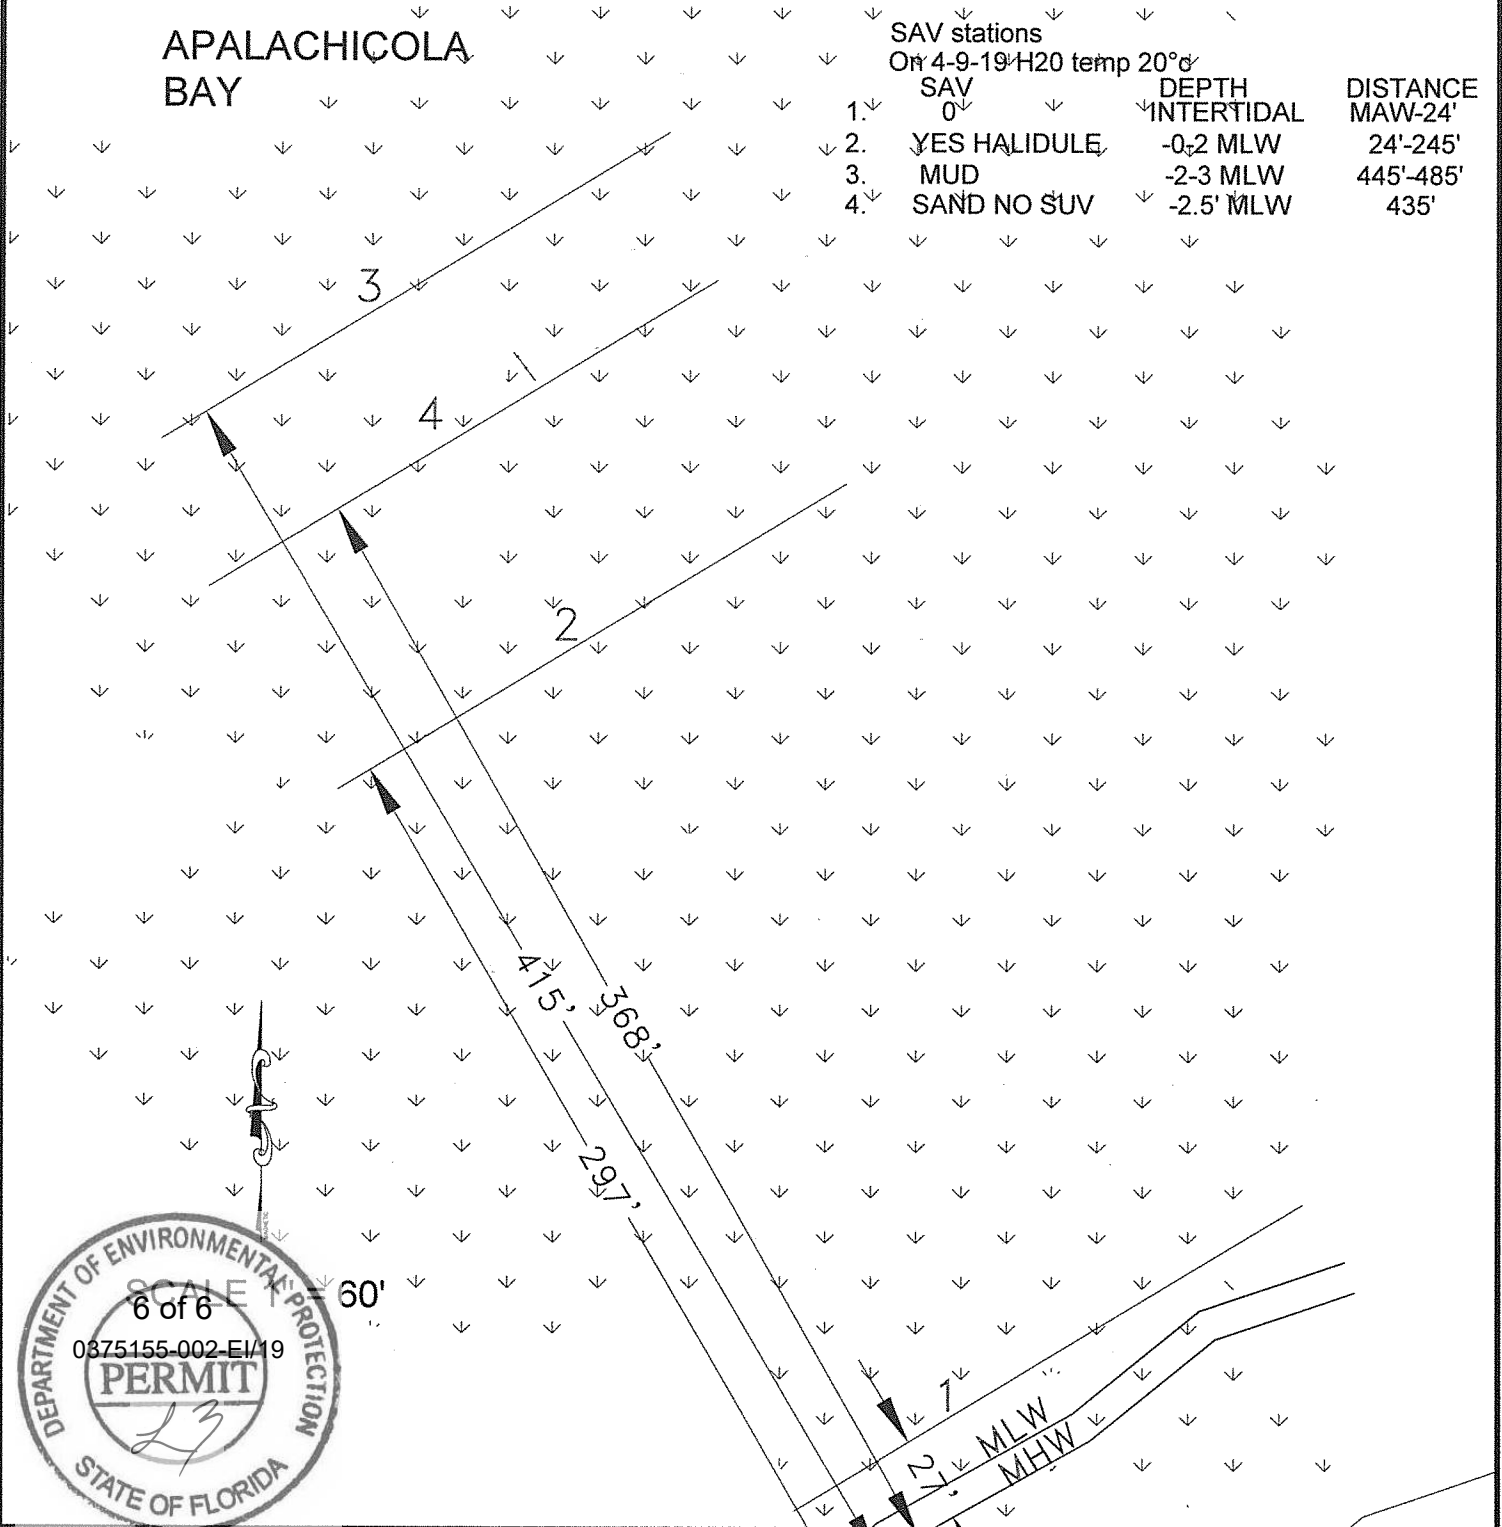 APALACHICOLA
BAY
SAV stations
On 4-9-19 H20 temp 20°c
SAV DEPTH DISTANCE
1. 0 INTERTIDAL MAW-24'
2. YES HALIDULE -0-2 MLW 24'-245'
3. MUD -2-3 MLW 445'-485'
4. SAND NO SUV -2.5' MLW 435'
3
4
2
415'
368'
297'
1
27'
MLW
MHW
SCALE 1" = 60'
DEPARTMENT OF ENVIRONMENTAL PROTECTION
6 of 6
0375155-002-EI/19
PERMIT
STATE OF FLORIDA